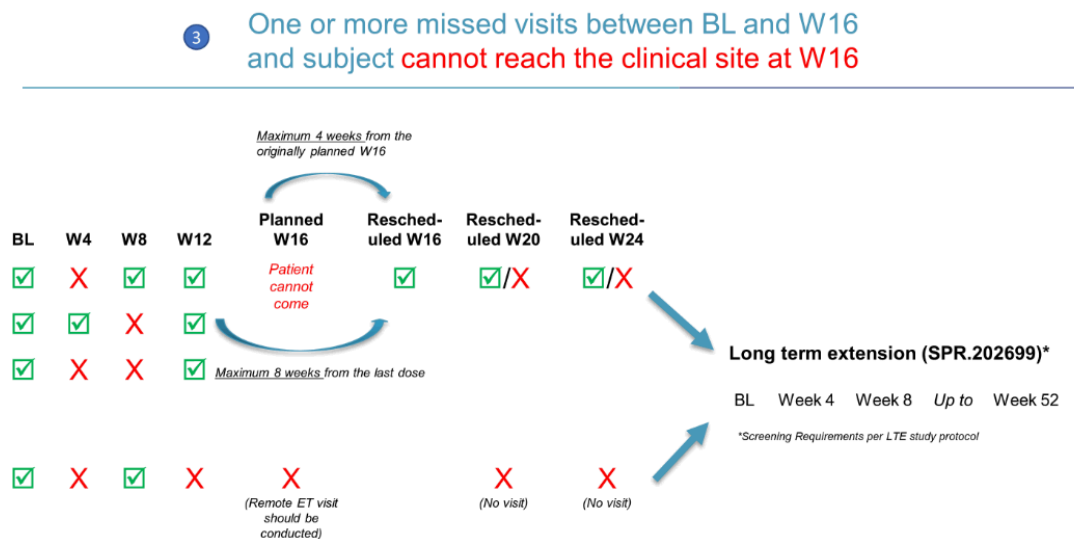 3
One or more missed visits between BL and W16
and subject cannot reach the clinical site at W16
Maximum 4 weeks from the
originally planned W16
BL W4 W8 W12
Planned
W16
Resched-
uled W16
Resched-
uled W20
Resched-
uled W24
☑ X ☑ ☑
Patient
cannot
come
☑ ☑/X ☑/X
☑ ☑ X ☑
☑ X X ☑
Maximum 8 weeks from the last dose
Long term extension (SPR.202699)*
BL Week 4 Week 8 Up to Week 52
*Screening Requirements per LTE study protocol
☑ X ☑ X X X X
(Remote ET visit
should be
conducted)
(No visit) (No visit)